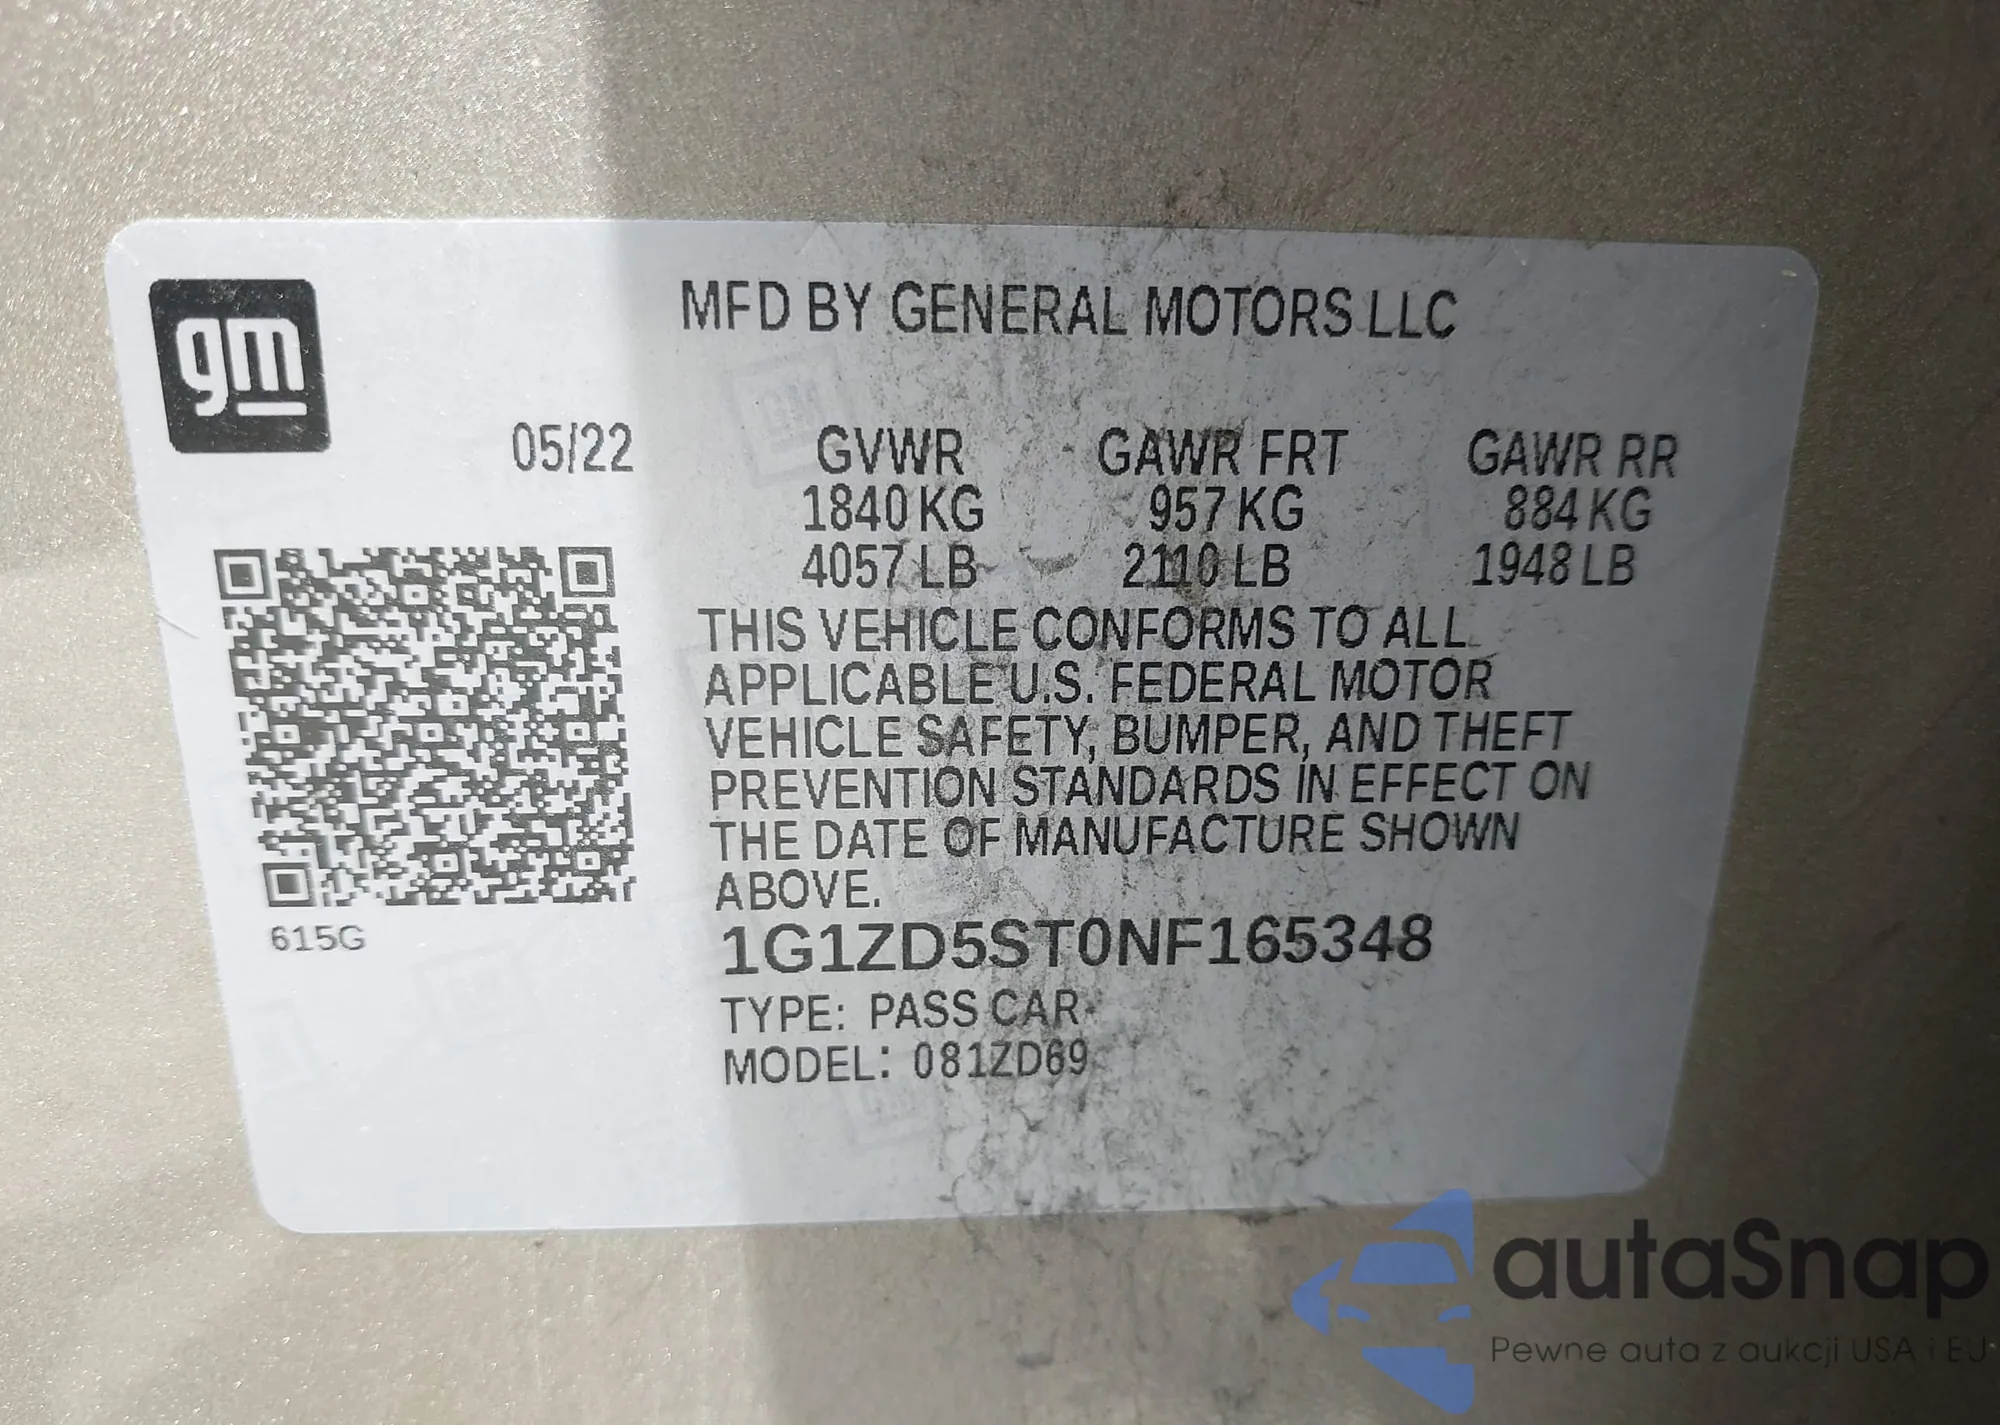 gm
MFD BY GENERAL MOTORS LLC
05/22 GVWR GAWR FRT GAWR RR
1840 KG 957 KG 884 KG
4057 LB 2110 LB 1948 LB
THIS VEHICLE CONFORMS TO ALL
APPLICABLE U.S. FEDERAL MOTOR
VEHICLE SAFETY, BUMPER, AND THEFT
PREVENTION STANDARDS IN EFFECT ON
THE DATE OF MANUFACTURE SHOWN
ABOVE.
615G
1G1ZD5ST0NF165348
TYPE: PASS CAR
MODEL: 081ZD69
autaSnap
Pewne auta z aukcji USA i EU